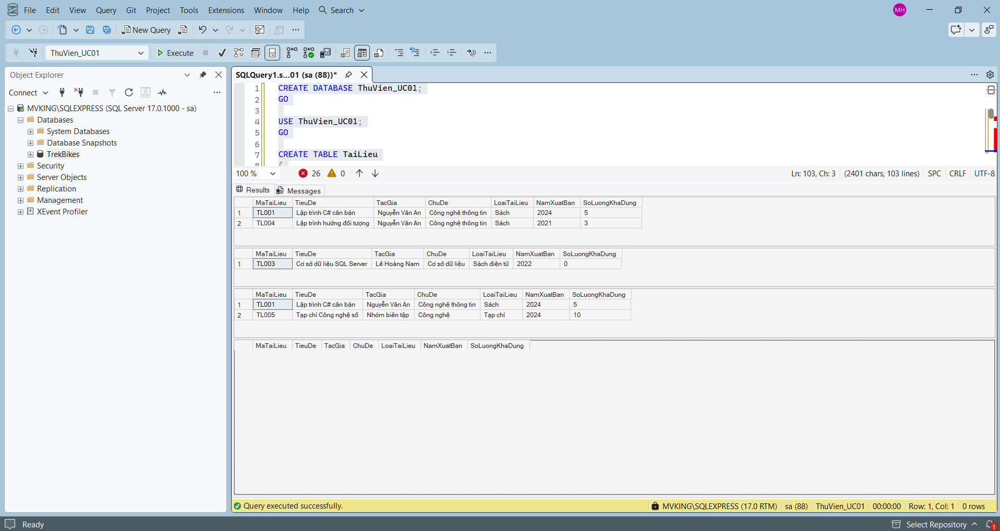 File Edit View Query Git Project Tools Extensions Window Help Search MH
New Query
ThuVien_UC01 Execute
Object Explorer
Connect
MVKING\SQLEXPRESS (SQL Server 17.0.1000 - sa)
Databases
System Databases
Database Snapshots
TrekBikes
Security
Server Objects
Replication
Management
XEvent Profiler
SQLQuery1.s...01 (sa (88))*
1 CREATE DATABASE ThuVien_UC01;
2 GO
3
4 USE ThuVien_UC01;
5 GO
6
7 CREATE TABLE TaiLieu
8 (
100 % 26 0 Ln: 103, Ch: 3 (2401 chars, 103 lines) SPC CRLF UTF-8
Results Messages
MaTaiLieu TieuDe TacGia ChuDe LoaiTaiLieu NamXuatBan SoLuongKhaDung
1 TL001 Lập trình C# căn bản Nguyễn Văn An Công nghệ thông tin Sách 2024 5
2 TL004 Lập trình hướng đối tượng Nguyễn Văn An Công nghệ thông tin Sách 2021 3
MaTaiLieu TieuDe TacGia ChuDe LoaiTaiLieu NamXuatBan SoLuongKhaDung
1 TL003 Cơ sở dữ liệu SQL Server Lê Hoàng Nam Cơ sở dữ liệu Sách điện tử 2022 0
MaTaiLieu TieuDe TacGia ChuDe LoaiTaiLieu NamXuatBan SoLuongKhaDung
1 TL001 Lập trình C# căn bản Nguyễn Văn An Công nghệ thông tin Sách 2024 5
2 TL005 Tạp chí Công nghệ số Nhóm biên tập Công nghệ Tạp chí 2024 10
MaTaiLieu TieuDe TacGia ChuDe LoaiTaiLieu NamXuatBan SoLuongKhaDung
Query executed successfully. MVKING\SQLEXPRESS (17.0 RTM) sa (88) ThuVien_UC01 00:00:00 Row: 1, Col: 1 0 rows
Ready Select Repository 1